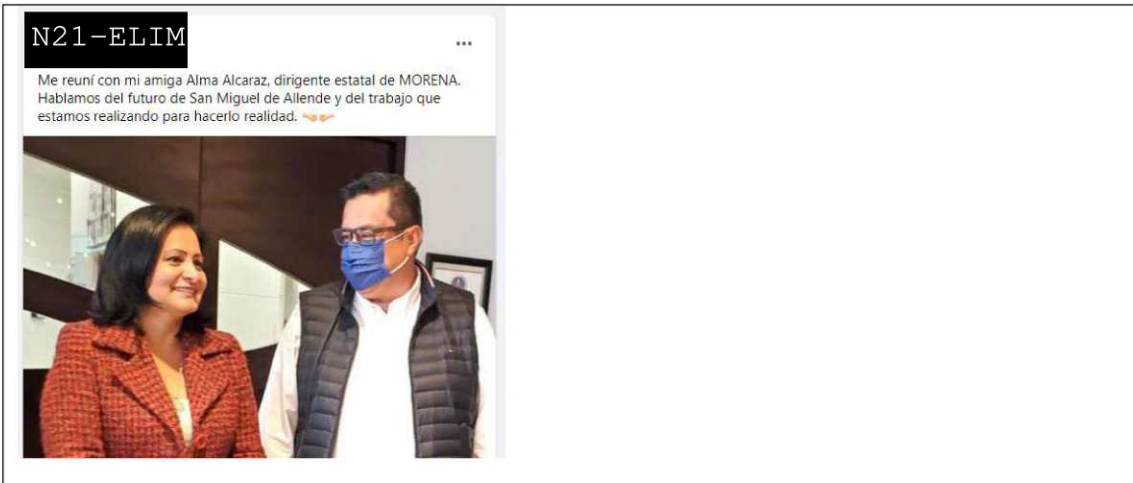 N21-ELIM
Me reuní con mi amiga Alma Alcaraz, dirigente estatal de MORENA.
Hablamos del futuro de San Miguel de Allende y del trabajo que
estamos realizando para hacerlo realidad.